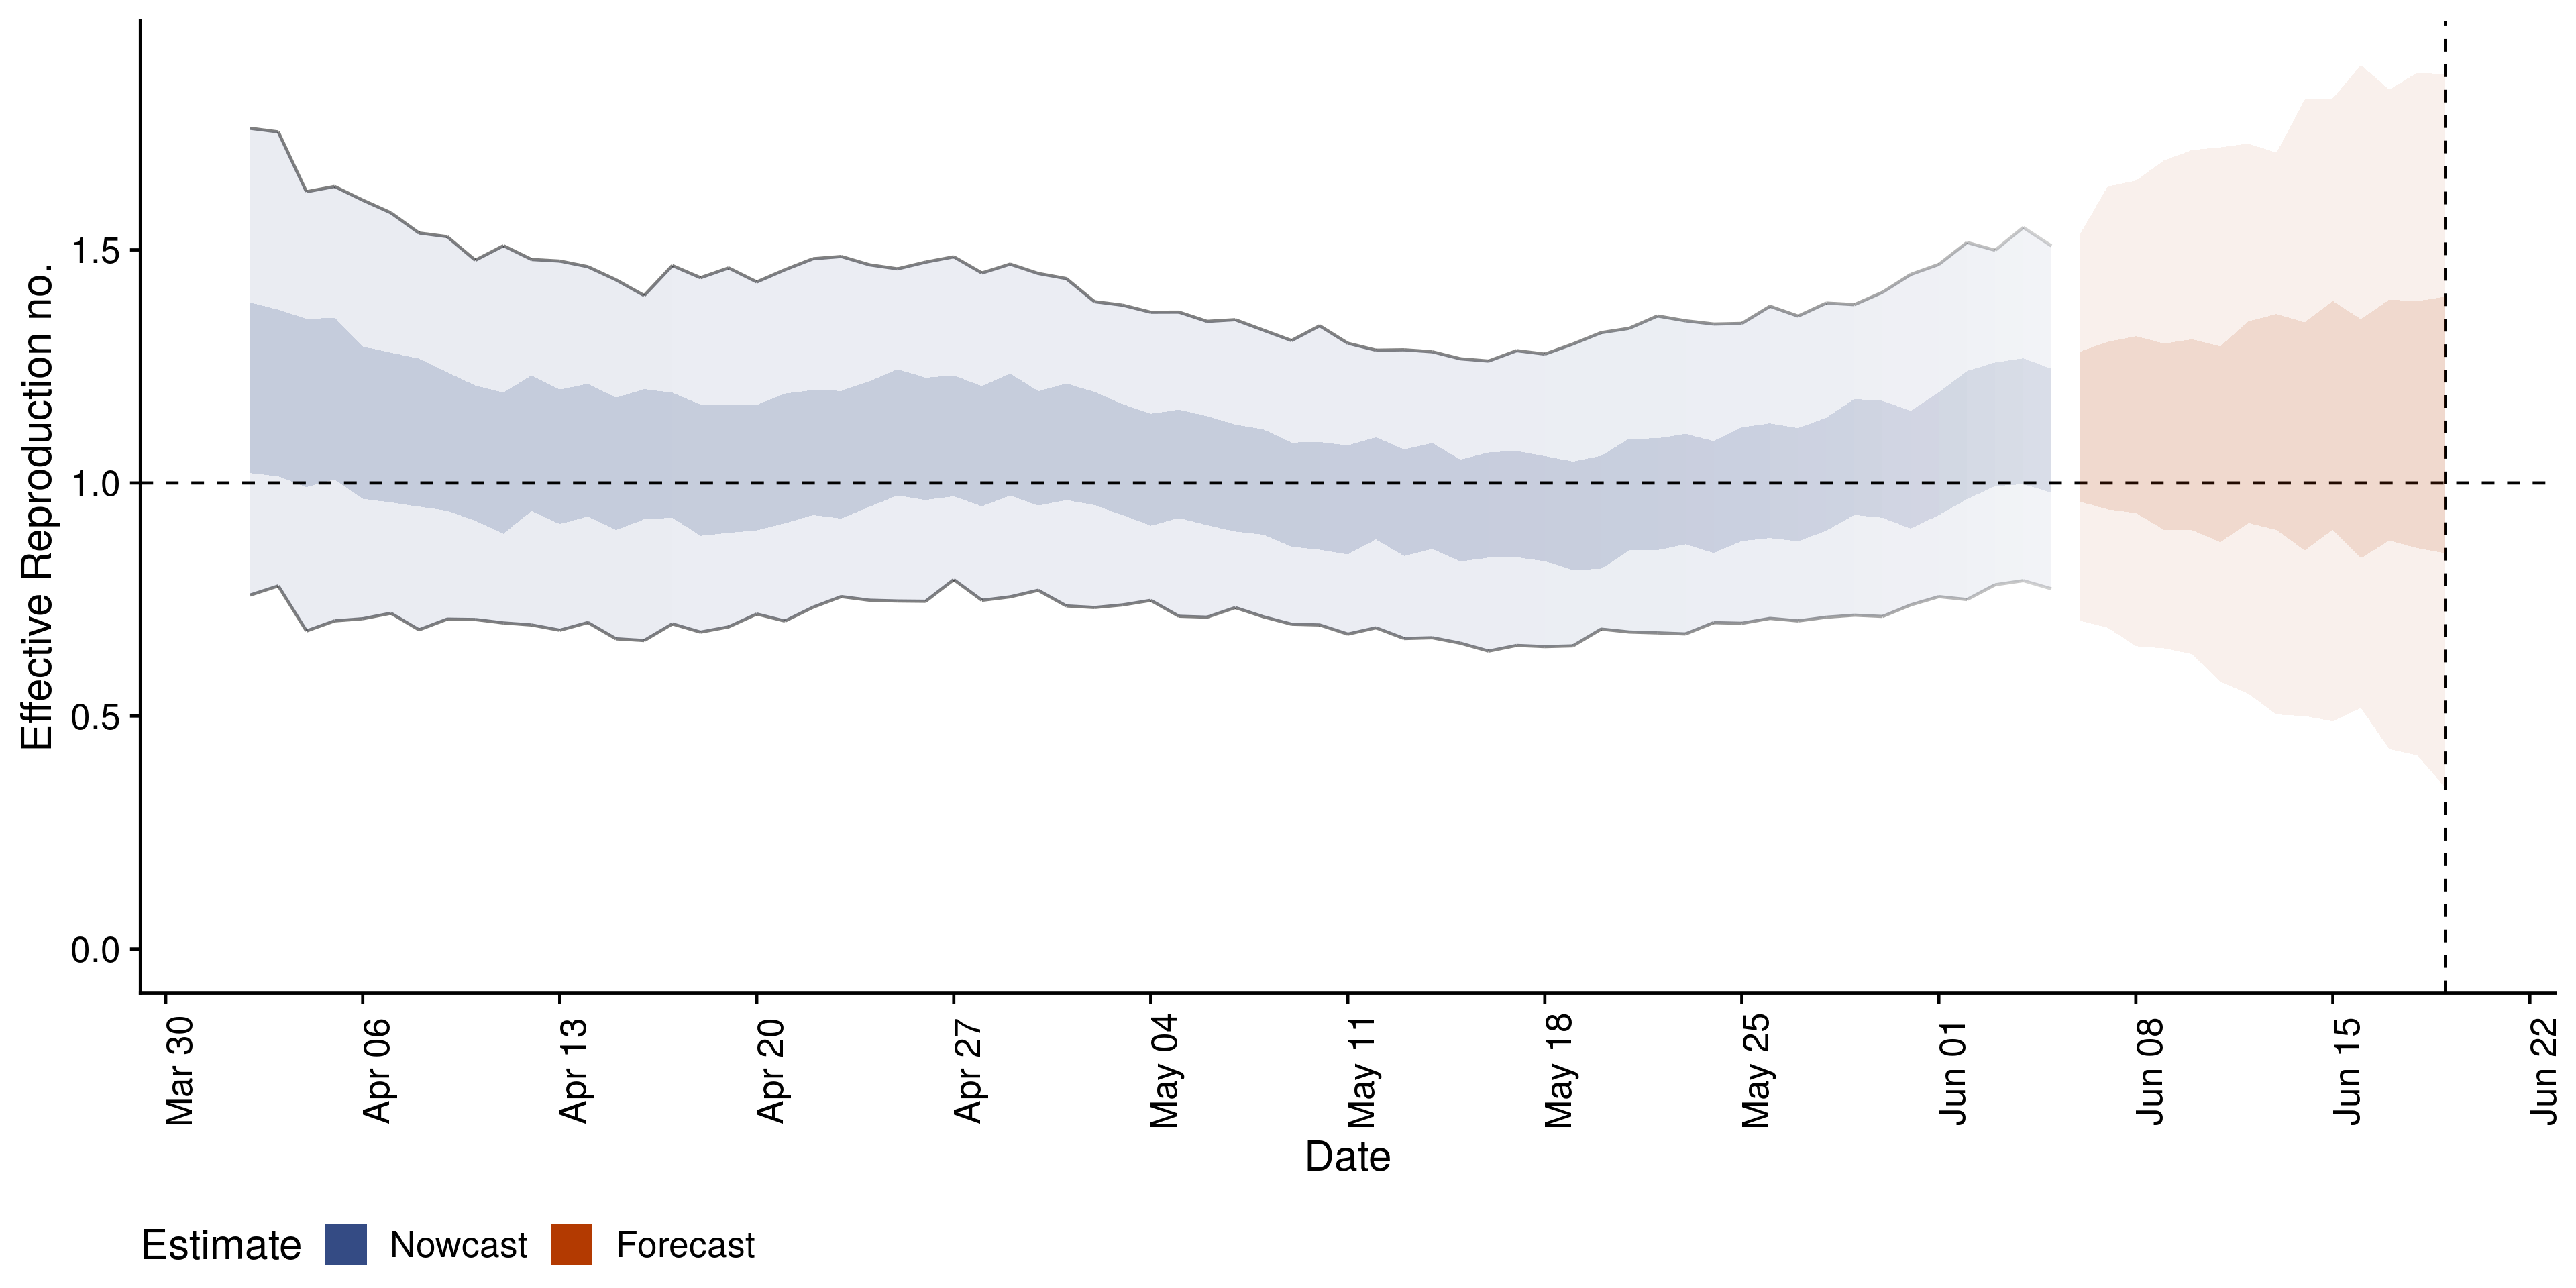 Effective Reproduction no.
1.5
1.0
0.5
0.0
Mar 30
Apr 06
Apr 13
Apr 20
Apr 27
May 04
May 11
May 18
May 25
Jun 01
Jun 08
Jun 15
Jun 22
Date
Estimate Nowcast Forecast